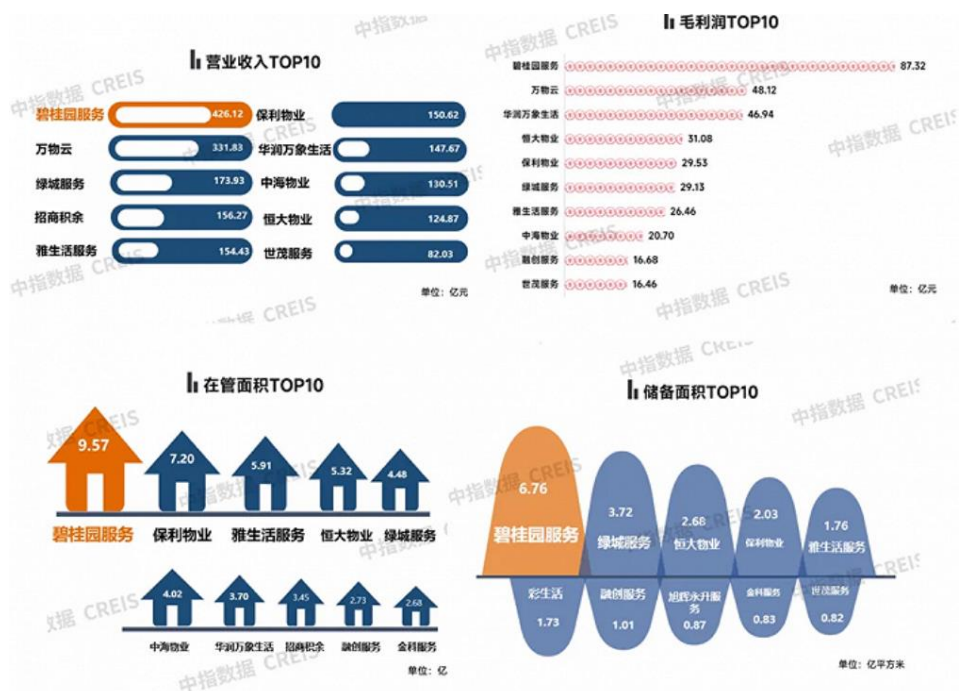 营业收入TOP10
碧桂园服务 426.12 保利物业 150.62
万物云 331.83 华润万象生活 147.67
绿城服务 173.93 中海物业 130.51
招商积余 156.27 恒大物业 124.87
雅生活服务 154.43 世茂服务 82.03
单位：亿元
毛利润TOP10
碧桂园服务 87.32
万物云 48.12
华润万象生活 46.94
恒大物业 31.08
保利物业 29.53
绿城服务 29.13
雅生活服务 26.46
中海物业 20.70
融创服务 16.68
世茂服务 16.46
单位：亿元
在管面积TOP10
9.57 7.20 5.91 5.32 4.48
碧桂园服务 保利物业 雅生活服务 恒大物业 绿城服务
4.02 3.70 3.45 2.73 2.68
中海物业 华润万象生活 招商积余 融创服务 金科服务
单位：亿
储备面积TOP10
6.76 3.72 2.68 2.03 1.76
碧桂园服务 绿城服务 恒大物业 保利物业 雅生活服务
彩生活 融创服务 旭辉永升服务 金科服务 世茂服务
1.73 1.01 0.87 0.83 0.82
单位：亿平方米
中指数据 CREIS